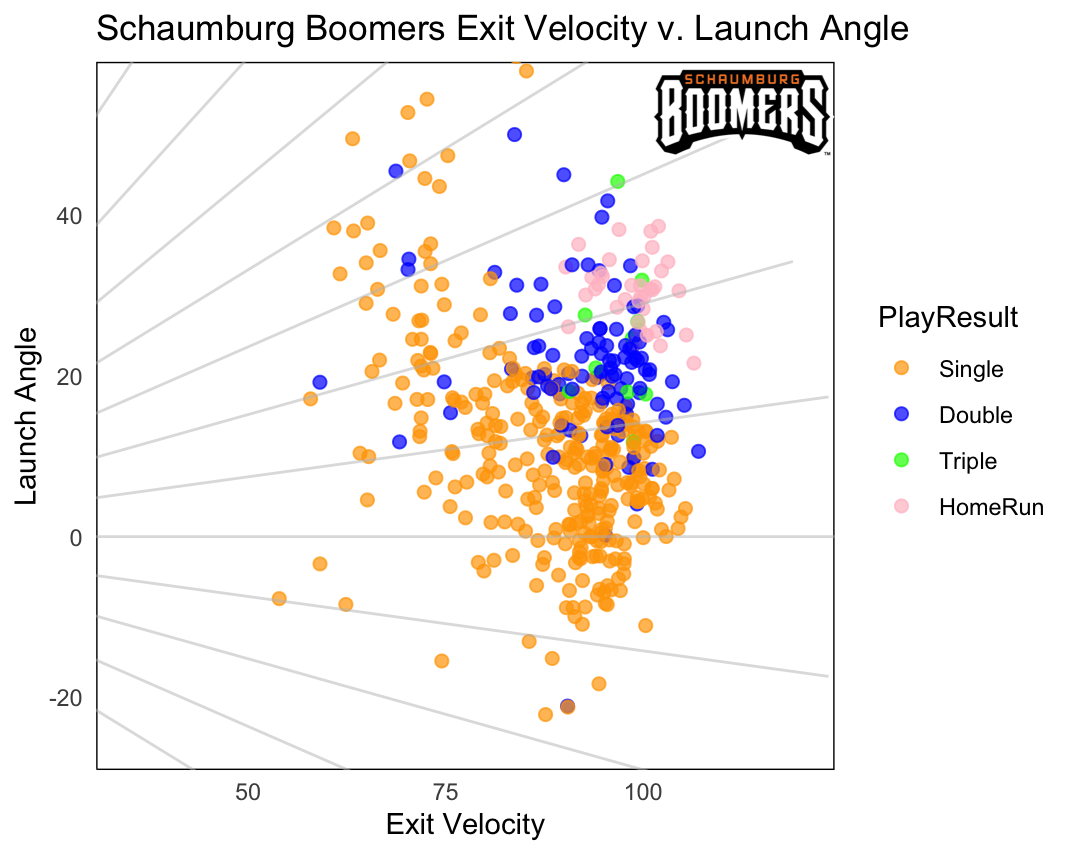 Schaumburg Boomers Exit Velocity v. Launch Angle
SCHAUMBURG
BOOMERS
TM
Launch Angle
40
20
0
-20
50 75 100
Exit Velocity
PlayResult
Single
Double
Triple
HomeRun